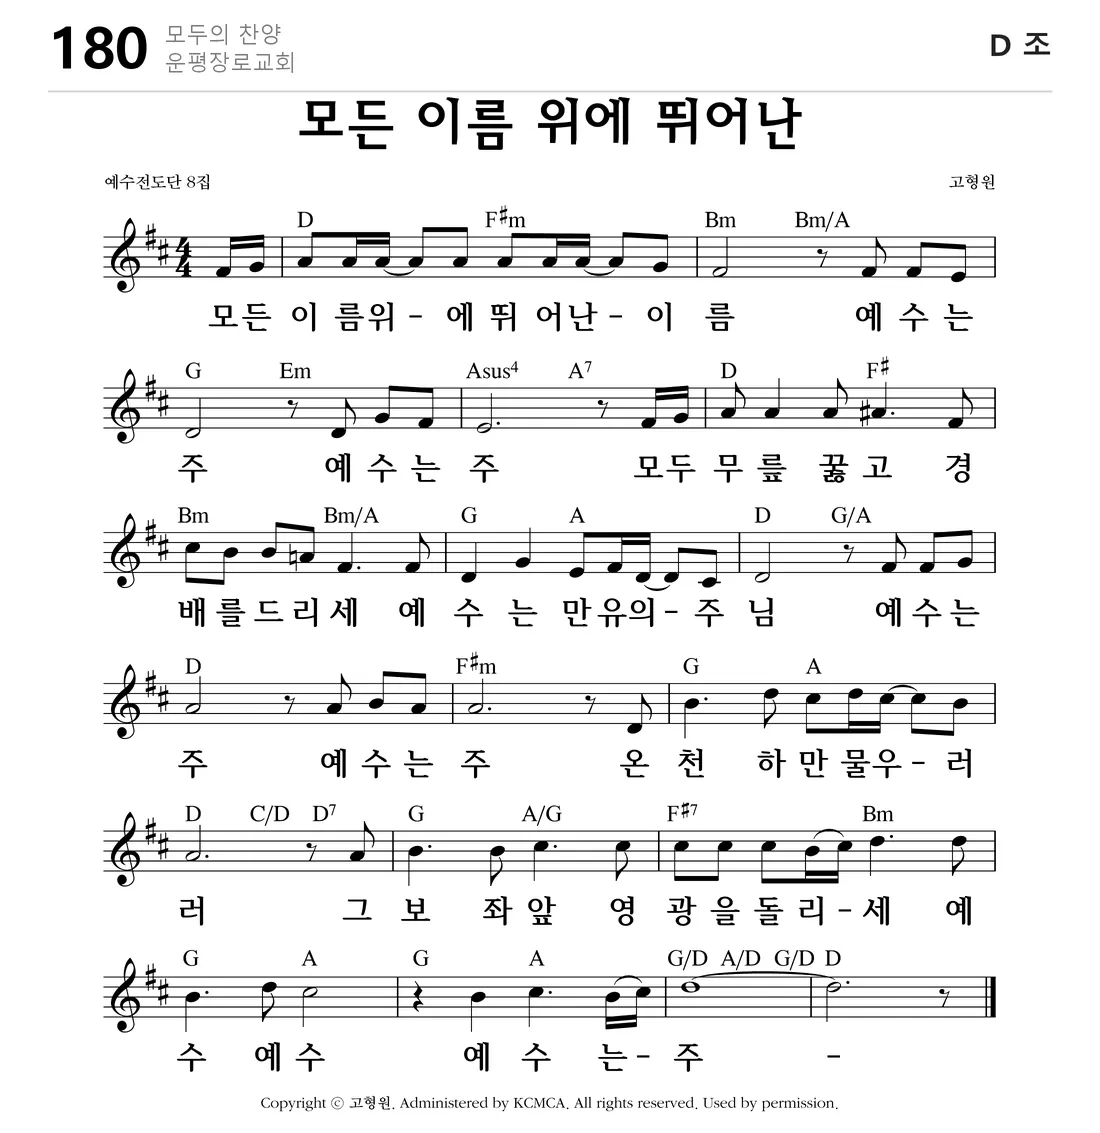 180 모두의 찬양
운평장로교회
D 조
모든 이름 위에 뛰어난
예수전도단 8집 고형원
D F#m Bm Bm/A
모든 이 름위 - 에 뛰 어난 - 이 름 예 수 는
G Em Asus4 A7 D F#
주 예 수 는 주 모두 무 릎 꿇 고 경
Bm Bm/A G A D G/A
배 를 드 리 세 예 수 는 만 유의 - 주 님 예 수 는
D F#m G A
주 예 수 는 주 온 천 하 만 물우 - 러
D C/D D7 G A/G F#7 Bm
러 그 보 좌 앞 영 광 을 돌 리 - 세 예
G A G A G/D A/D G/D D
수 예 수 예 수 는 - 주 -
Copyright ⓒ 고형원. Administered by KCMCA. All rights reserved. Used by permission.